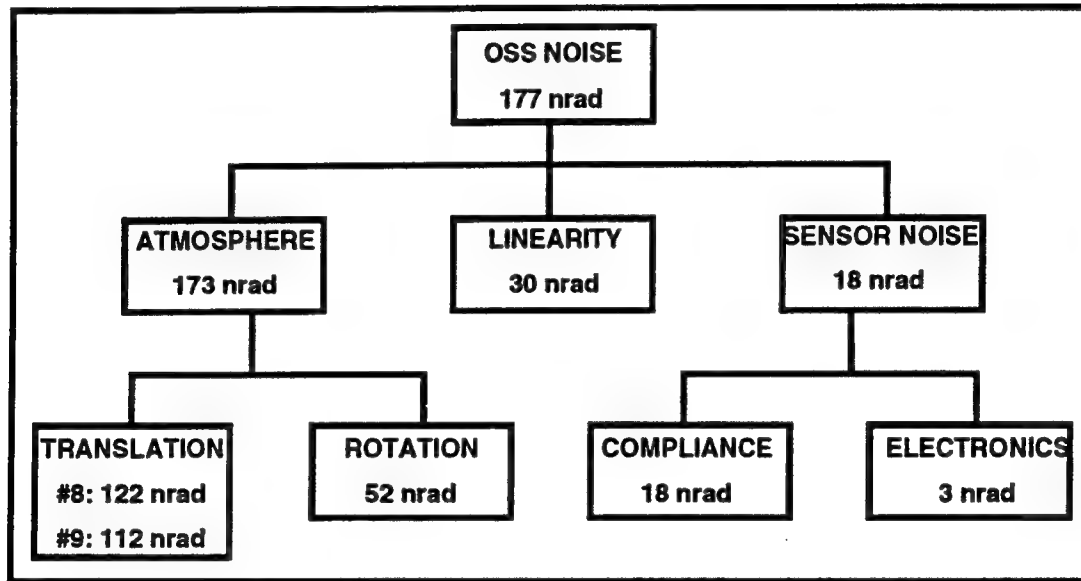 OSS NOISE
177 nrad
ATMOSPHERE
173 nrad
LINEARITY
30 nrad
SENSOR NOISE
18 nrad
TRANSLATION
#8: 122 nrad
#9: 112 nrad
ROTATION
52 nrad
COMPLIANCE
18 nrad
ELECTRONICS
3 nrad